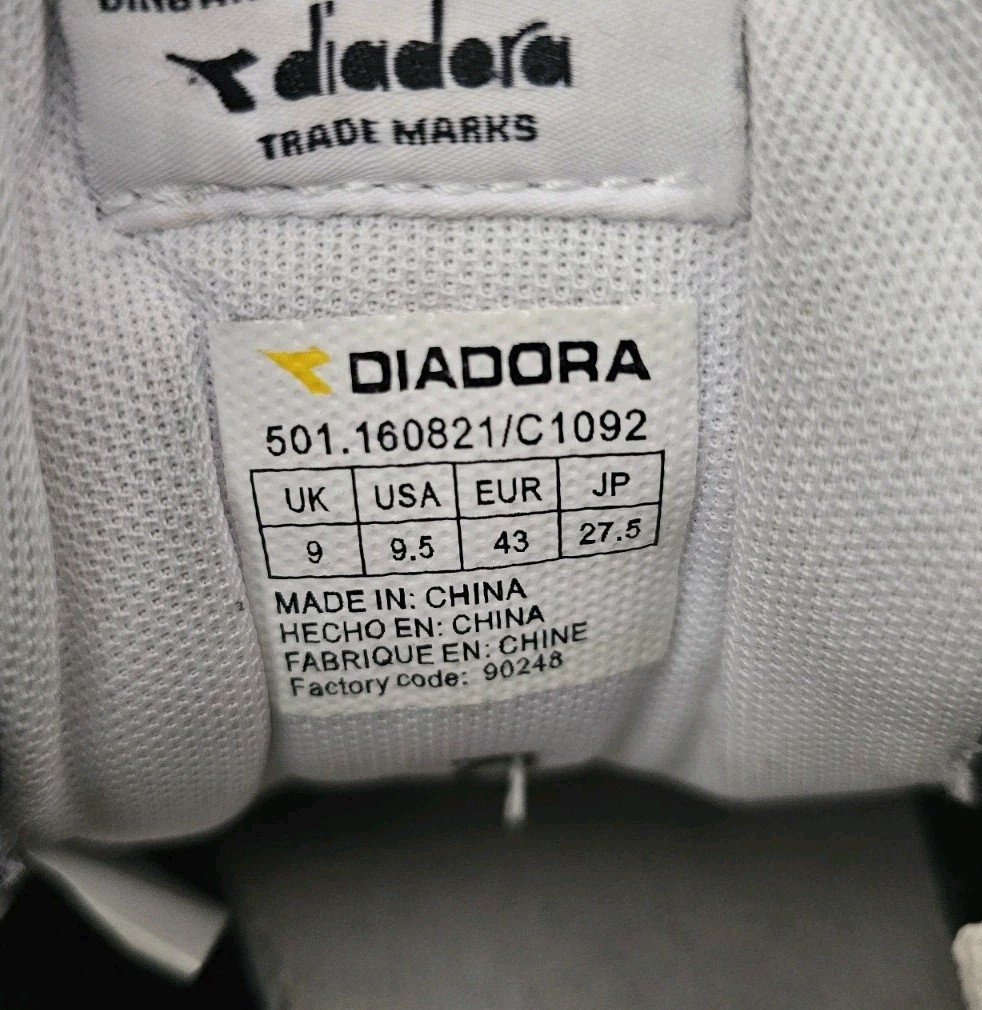 diadora
TRADE MARKS
DIADORA
501.160821/C1092
UK USA EUR JP
9 9.5 43 27.5
MADE IN: CHINA
HECHO EN: CHINA
FABRIQUE EN: CHINE
Factory code: 90248